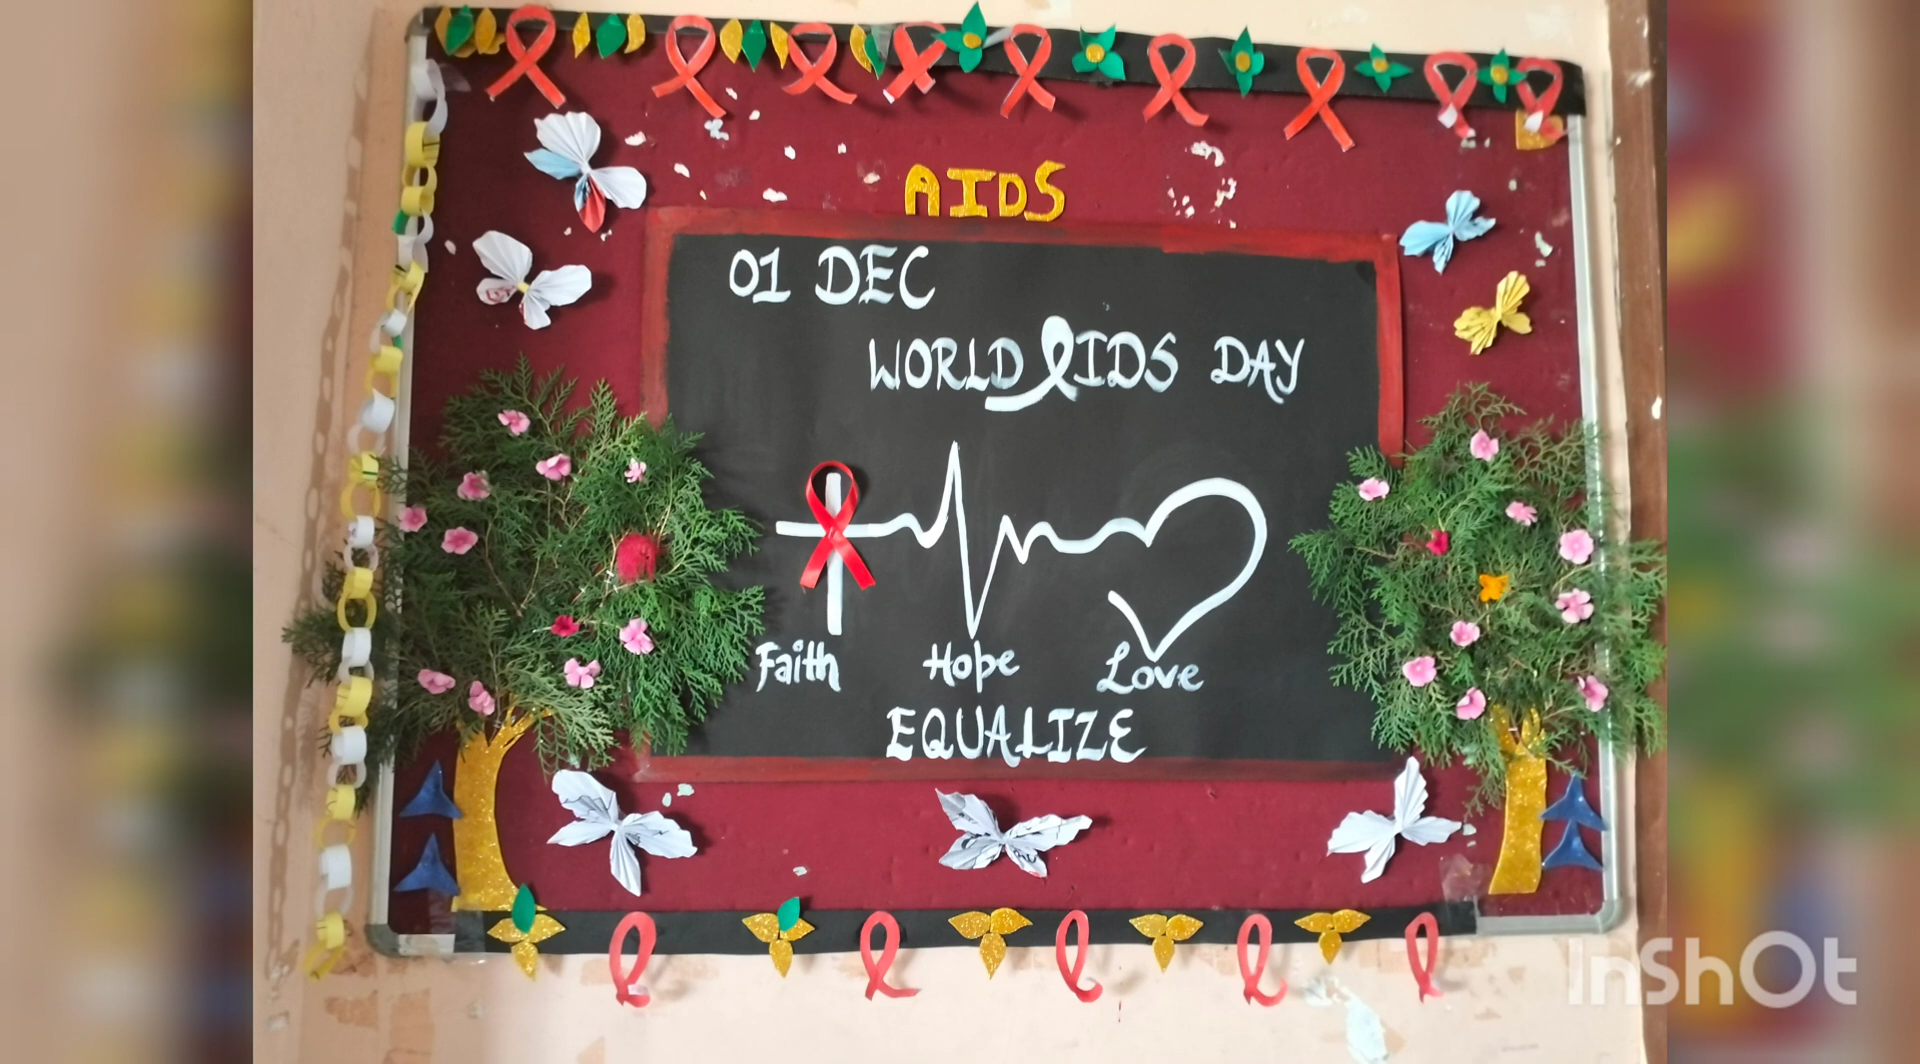 AIDS
01 DEC
WORLD AIDS DAY
Faith Hope Love
EQUALIZE
InShOt